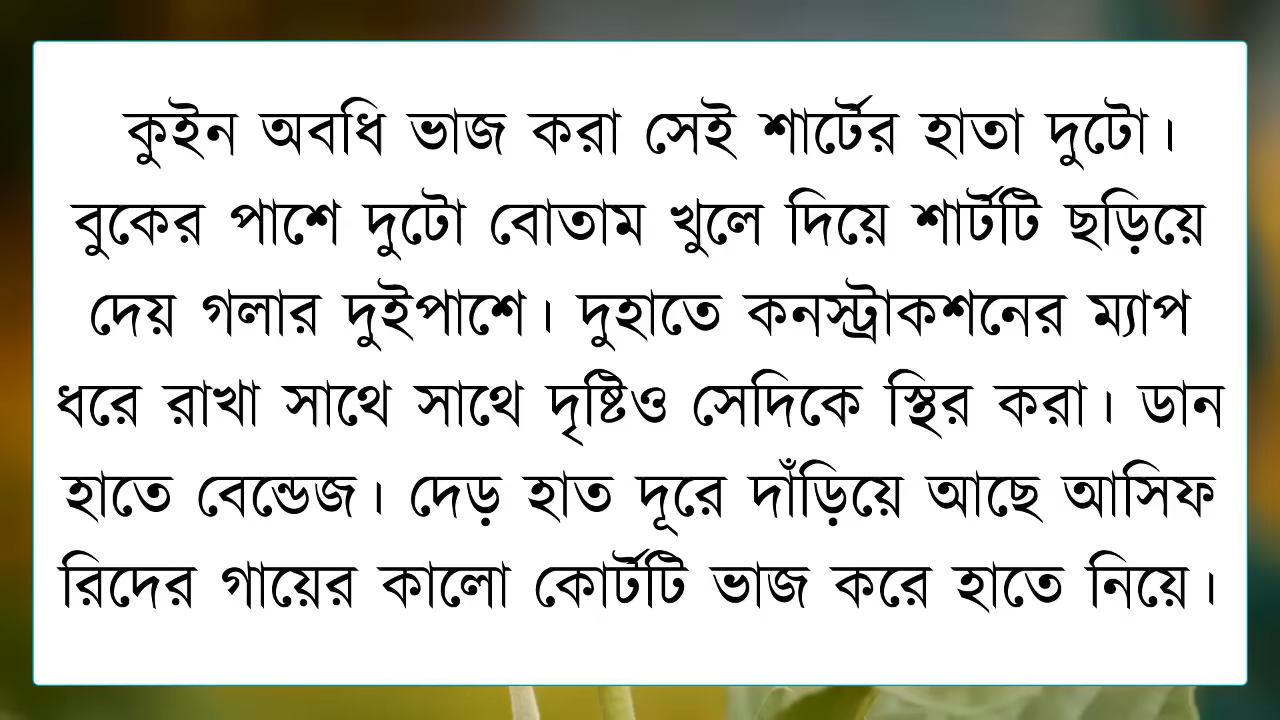 কুইন অবধি ভাজ করা সেই শার্টের হাতা দুটো।
বুকের পাশে দুটো বোতাম খুলে দিয়ে শার্টটি ছড়িয়ে
দেয় গলার দুইপাশে। দুহাতে কনস্ট্রাকশনের ম্যাপ
ধরে রাখা সাথে সাথে দৃষ্টিও সেদিকে স্থির করা। ডান
হাতে বেন্ডেজ। দেড় হাত দূরে দাঁড়িয়ে আছে আসিফ
রিদের গায়ের কালো কোর্টটি ভাজ করে হাতে নিয়ে।